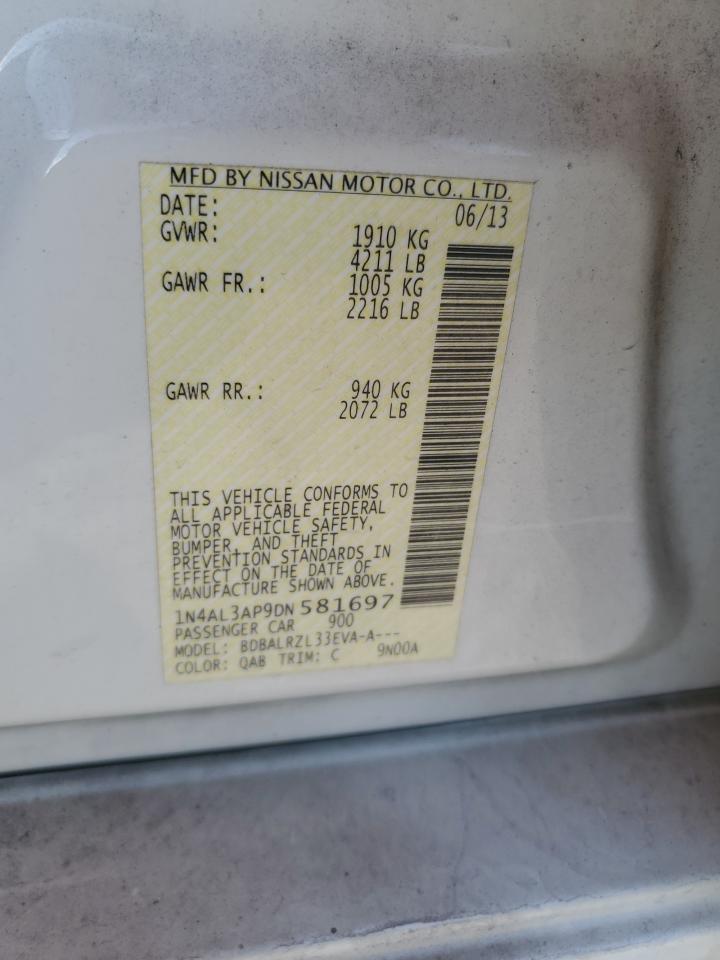 MFD BY NISSAN MOTOR CO., LTD.
DATE: 06/13
GVWR: 1910 KG
4211 LB
GAWR FR.: 1005 KG
2216 LB
GAWR RR.: 940 KG
2072 LB
THIS VEHICLE CONFORMS TO
ALL APPLICABLE FEDERAL
MOTOR VEHICLE SAFETY,
BUMPER, AND THEFT
PREVENTION STANDARDS IN
EFFECT ON THE DATE OF
MANUFACTURE SHOWN ABOVE.
1N4AL3AP9DN581697
PASSENGER CAR 900
MODEL: BDBALRZL33EVA-A---
COLOR: QAB TRIM: C 9N00A